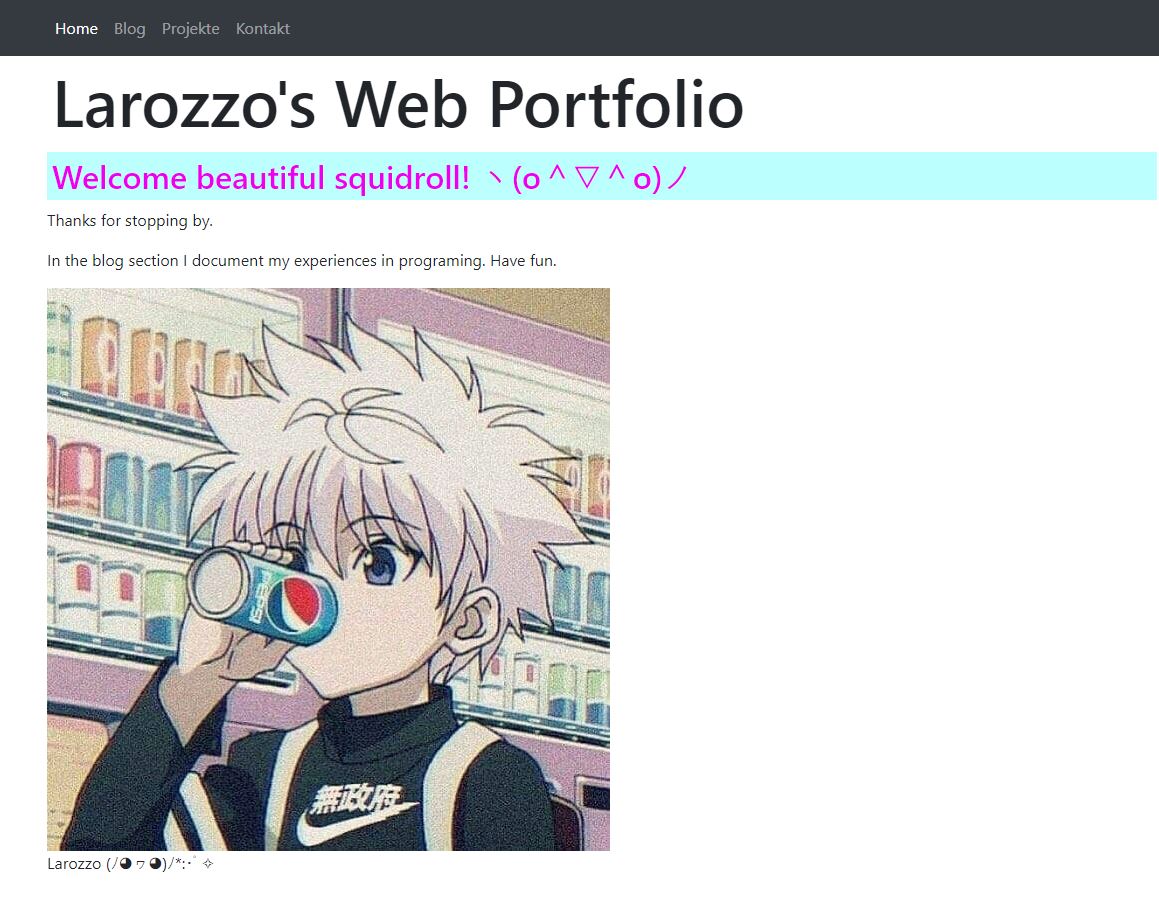 Home Blog Projekte Kontakt
Larozzo's Web Portfolio
Welcome beautiful squidroll! ヽ(o＾▽＾o)ノ
Thanks for stopping by.
In the blog section I document my experiences in programing. Have fun.
pepsi
無政府
Larozzo (ﾉ◕ヮ◕)ﾉ*:･ﾟ✧